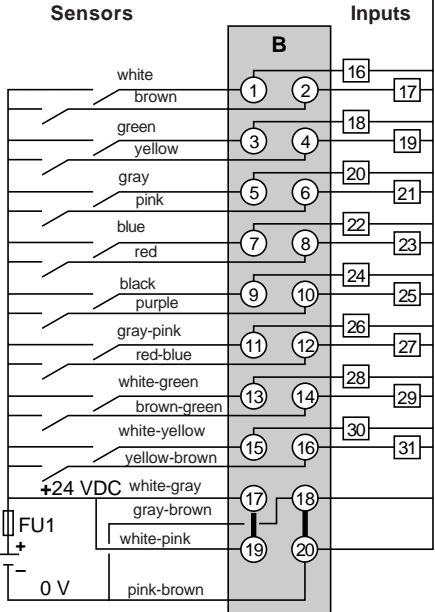 Sensors Inputs
B
16
white 1 2 17
brown
18
green 3 4 19
yellow
20
gray 5 6 21
pink
22
blue 7 8 23
red
24
black 9 10 25
purple
26
gray-pink 11 12 27
red-blue
28
white-green 13 14 29
brown-green
30
white-yellow 15 16 31
yellow-brown
+24 VDC white-gray 17 18
gray-brown
FU1
white-pink 19 20
+
–
0 V pink-brown